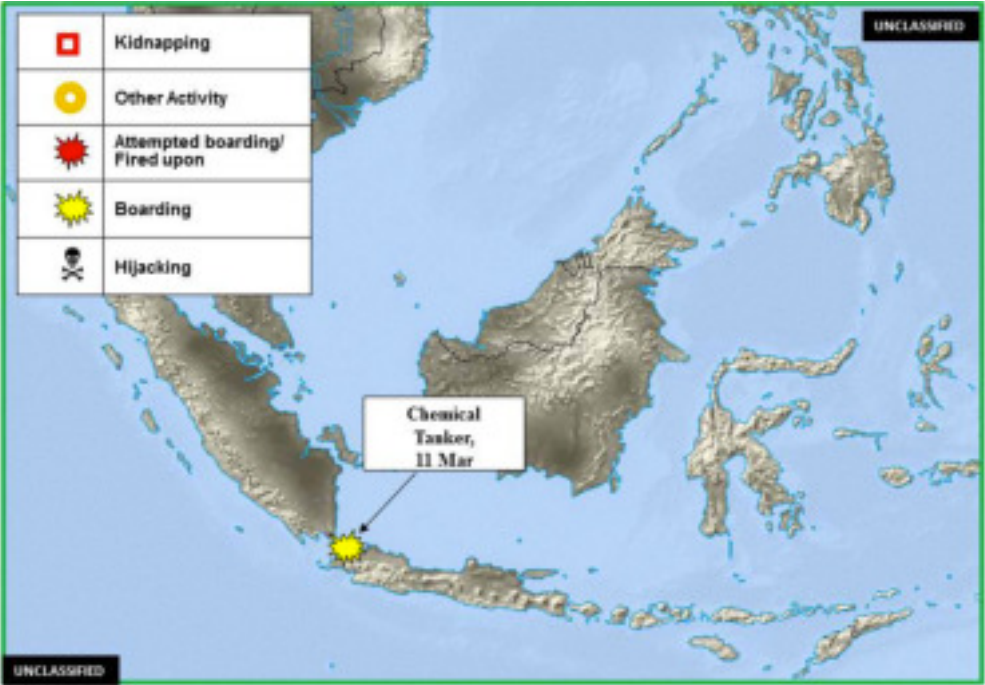 UNCLASSIFIED
Kidnapping
Other Activity
Attempted boarding/
Fired upon
Boarding
Hijacking
Chemical
Tanker,
11 Mar
UNCLASSIFIED